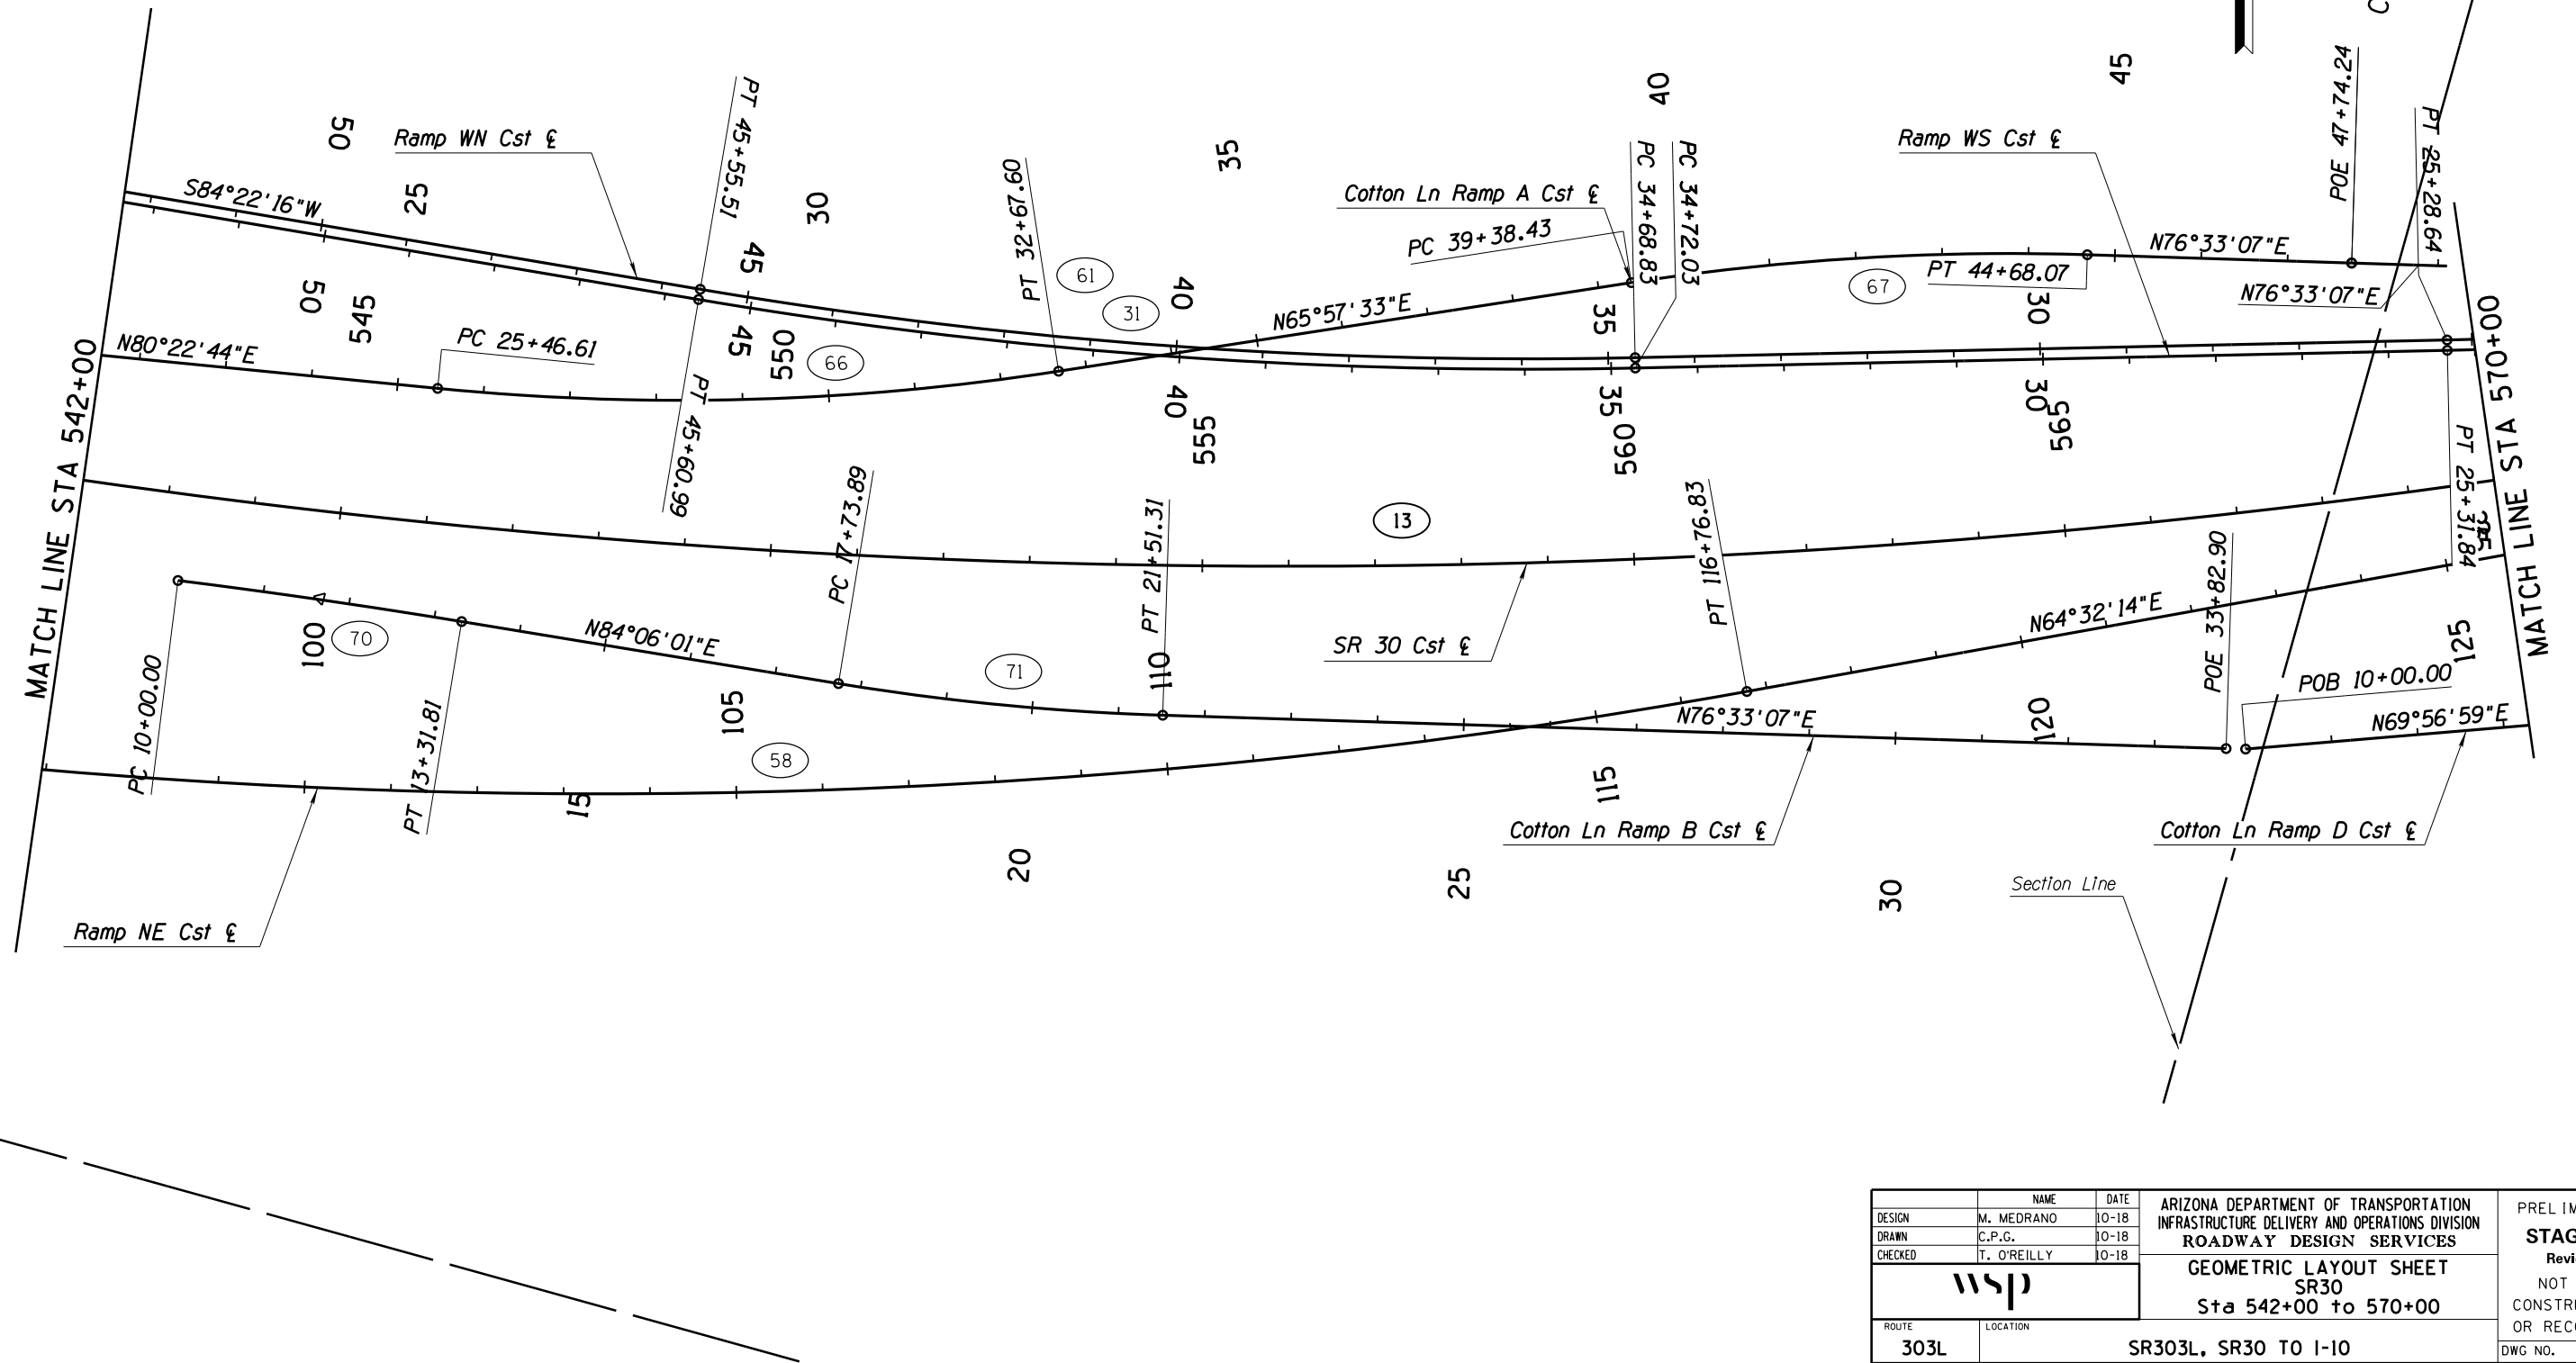 MATCH LINE STA 542+00
S84°22'16"W
50
Ramp WN Cst ℄
25
PT 45+55.51
45
30
PT 32+67.60
35
61
31
40
Cotton Ln Ramp A Cst ℄
PC 39+38.43
N65°57'33"E
40
PC 34+68.83
PC 34+72.03
35
Ramp WS Cst ℄
67
45
PT 44+68.07
30
N76°33'07"E
POE 47+74.24
PT 25+28.64
N76°33'07"E
C
N80°22'44"E
50
545
PC 25+46.61
45
550
66
PT 45+60.99
40
555
35
560
30
565
PT 25+31.84
MATCH LINE STA 570+00
PC 17+73.89
PT 21+51.31
13
SR 30 Cst ℄
PT 116+76.83
N64°32'14"E
POE 33+82.90
125
POB 10+00.00
N69°56'59"E
PC 10+00.00
100
70
PT 13+31.81
N84°06'01"E
105
71
110
58
15
20
25
115
N76°33'07"E
120
30
Cotton Ln Ramp B Cst ℄
Cotton Ln Ramp D Cst ℄
Section Line
Ramp NE Cst ℄
NAME DATE
DESIGN M. MEDRANO 10-18
DRAWN C.P.G. 10-18
CHECKED T. O'REILLY 10-18
wsp
ARIZONA DEPARTMENT OF TRANSPORTATION
INFRASTRUCTURE DELIVERY AND OPERATIONS DIVISION
ROADWAY DESIGN SERVICES
GEOMETRIC LAYOUT SHEET
SR30
Sta 542+00 to 570+00
ROUTE
303L
LOCATION
SR303L, SR30 TO I-10
PRELIM
STAG
Revi
NOT
CONSTR
OR REC
DWG NO.